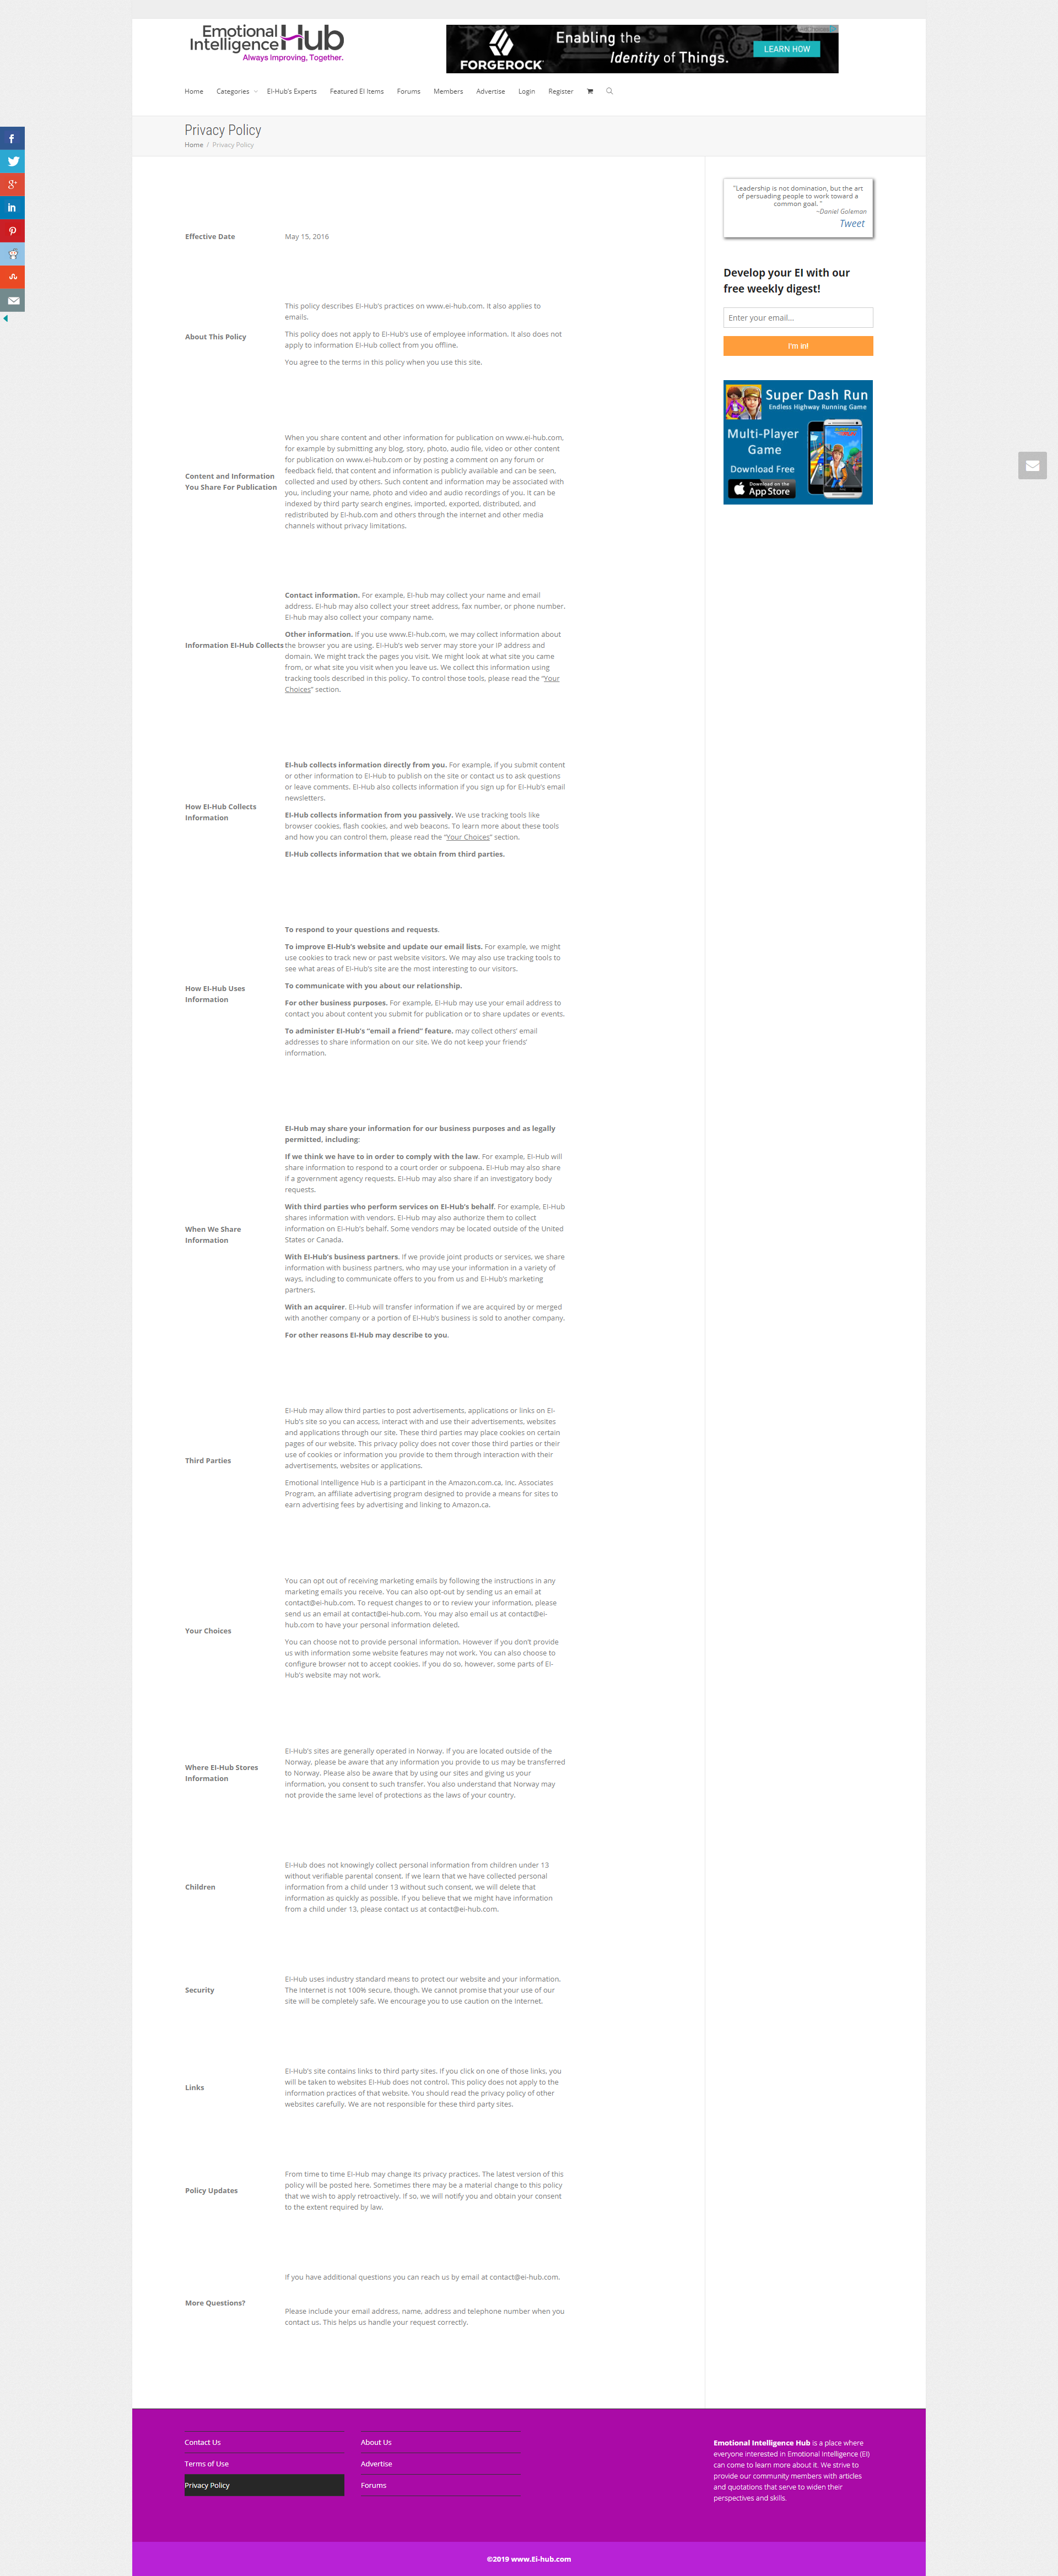 Emotional
Intelligence Hub
Always Improving, Together.
FORGEROCK
Enabling the
Identity of Things.
LEARN HOW
Home
Categories
EI-Hub's Experts
Featured EI Items
Forums
Members
Advertise
Login
Register
Privacy Policy
Home / Privacy Policy
"Leadership is not domination, but the art
of persuading people to work toward a
common goal. "
~Daniel Goleman
Tweet
Develop your EI with our
free weekly digest!
Enter your email...
I'm in!
Super Dash Run
Endless Highway Running Game
Multi-Player
Game
Download Free
Download on the
App Store
Effective Date
May 15, 2016
About This Policy
This policy describes EI-Hub's practices on www.ei-hub.com. It also applies to
emails.
This policy does not apply to EI-Hub's use of employee information. It also does not
apply to information EI-Hub collect from you offline.
You agree to the terms in this policy when you use this site.
Content and Information
You Share For Publication
When you share content and other information for publication on www.ei-hub.com,
for example by submitting any blog, story, photo, audio file, video or other content
for publication on www.ei-hub.com or by posting a comment on any forum or
feedback field, that content and information is publicly available and can be seen,
collected and used by others. Such content and information may be associated with
you, including your name, photo and video and audio recordings of you. It can be
indexed by third party search engines, imported, exported, distributed, and
redistributed by EI-hub.com and others through the internet and other media
channels without privacy limitations.
Information EI-Hub Collects
Contact information. For example, EI-hub may collect your name and email
address. EI-hub may also collect your street address, fax number, or phone number.
EI-hub may also collect your company name.
Other information. If you use www.EI-hub.com, we may collect information about
the browser you are using. EI-Hub's web server may store your IP address and
domain. We might track the pages you visit. We might look at what site you came
from, or what site you visit when you leave us. We collect this information using
tracking tools described in this policy. To control those tools, please read the "Your
Choices" section.
How EI-Hub Collects
Information
EI-hub collects information directly from you. For example, if you submit content
or other information to EI-Hub to publish on the site or contact us to ask questions
or leave comments. EI-Hub also collects information if you sign up for EI-Hub's email
newsletters.
EI-Hub collects information from you passively. We use tracking tools like
browser cookies, flash cookies, and web beacons. To learn more about these tools
and how you can control them, please read the "Your Choices" section.
EI-Hub collects information that we obtain from third parties.
How EI-Hub Uses
Information
To respond to your questions and requests.
To improve EI-Hub's website and update our email lists. For example, we might
use cookies to track new or past website visitors. We may also use tracking tools to
see what areas of EI-Hub's site are the most interesting to our visitors.
To communicate with you about our relationship.
For other business purposes. For example, EI-Hub may use your email address to
contact you about content you submit for publication or to share updates or events.
To administer EI-Hub's "email a friend" feature. may collect others' email
addresses to share information on our site. We do not keep your friends'
information.
When We Share
Information
EI-Hub may share your information for our business purposes and as legally
permitted, including:
If we think we have to in order to comply with the law. For example, EI-Hub will
share information to respond to a court order or subpoena. EI-Hub may also share
if a government agency requests. EI-Hub may also share if an investigatory body
requests.
With third parties who perform services on EI-Hub's behalf. For example, EI-Hub
shares information with vendors. EI-Hub may also authorize them to collect
information on EI-Hub's behalf. Some vendors may be located outside of the United
States or Canada.
With EI-Hub's business partners. If we provide joint products or services, we share
information with business partners, who may use your information in a variety of
ways, including to communicate offers to you from us and EI-Hub's marketing
partners.
With an acquirer. EI-Hub will transfer information if we are acquired by or merged
with another company or a portion of EI-Hub's business is sold to another company.
For other reasons EI-Hub may describe to you.
Third Parties
EI-Hub may allow third parties to post advertisements, applications or links on EI-
Hub's site so you can access, interact with and use their advertisements, websites
and applications through our site. These third parties may place cookies on certain
pages of our website. This privacy policy does not cover those third parties or their
use of cookies or information you provide to them through interaction with their
advertisements, websites or applications.
Emotional Intelligence Hub is a participant in the Amazon.com.ca. Inc. Associates
Program, an affiliate advertising program designed to provide a means for sites to
earn advertising fees by advertising and linking to Amazon.ca.
Your Choices
You can opt out of receiving marketing emails by following the instructions in any
marketing emails you receive. You can also opt-out by sending us an email at
contact@ei-hub.com. To request changes to or to review your information, please
send us an email at contact@ei-hub.com. You may also email us at contact@ei-
hub.com to have your personal information deleted.
You can choose not to provide personal information. However if you don't provide
us with information some website features may not work. You can also choose to
configure browser not to accept cookies. If you do so, however, some parts of EI-
Hub's website may not work.
Where EI-Hub Stores
Information
EI-Hub's sites are generally operated in Norway. If you are located outside of the
Norway, please be aware that any information you provide to us may be transferred
to Norway. Please also be aware that by using our sites and giving us your
information, you consent to such transfer. You also understand that Norway may
not provide the same level of protections as the laws of your country.
Children
EI-Hub does not knowingly collect personal information from children under 13
without verifiable parental consent. If we learn that we have collected personal
information from a child under 13 without such consent, we will delete that
information as quickly as possible. If you believe that we might have information
from a child under 13, please contact us at contact@ei-hub.com.
Security
EI-Hub uses industry standard means to protect our website and your information.
The Internet is not 100% secure, though. We cannot promise that your use of our
site will be completely safe. We encourage you to use caution on the Internet.
Links
EI-Hub's site contains links to third party sites. If you click on one of those links, you
will be taken to websites EI-Hub does not control. This policy does not apply to the
information practices of that website. You should read the privacy policy of other
websites carefully. We are not responsible for these third party sites.
Policy Updates
From time to time EI-Hub may change its privacy practices. The latest version of this
policy will be posted here. Sometimes there may be a material change to this policy
that we wish to apply retroactively. If so, we will notify you and obtain your consent
to the extent required by law.
More Questions?
If you have additional questions you can reach us by email at contact@ei-hub.com.
Please include your email address, name, address and telephone number when you
contact us. This helps us handle your request correctly.
Contact Us
Terms of Use
Privacy Policy
About Us
Advertise
Forums
Emotional Intelligence Hub is a place where
everyone interested in Emotional Intelligence (EI)
can come to learn more about it. We strive to
provide our community members with articles
and quotations that serve to widen their
perspectives and skills.
©2019 www.Ei-hub.com